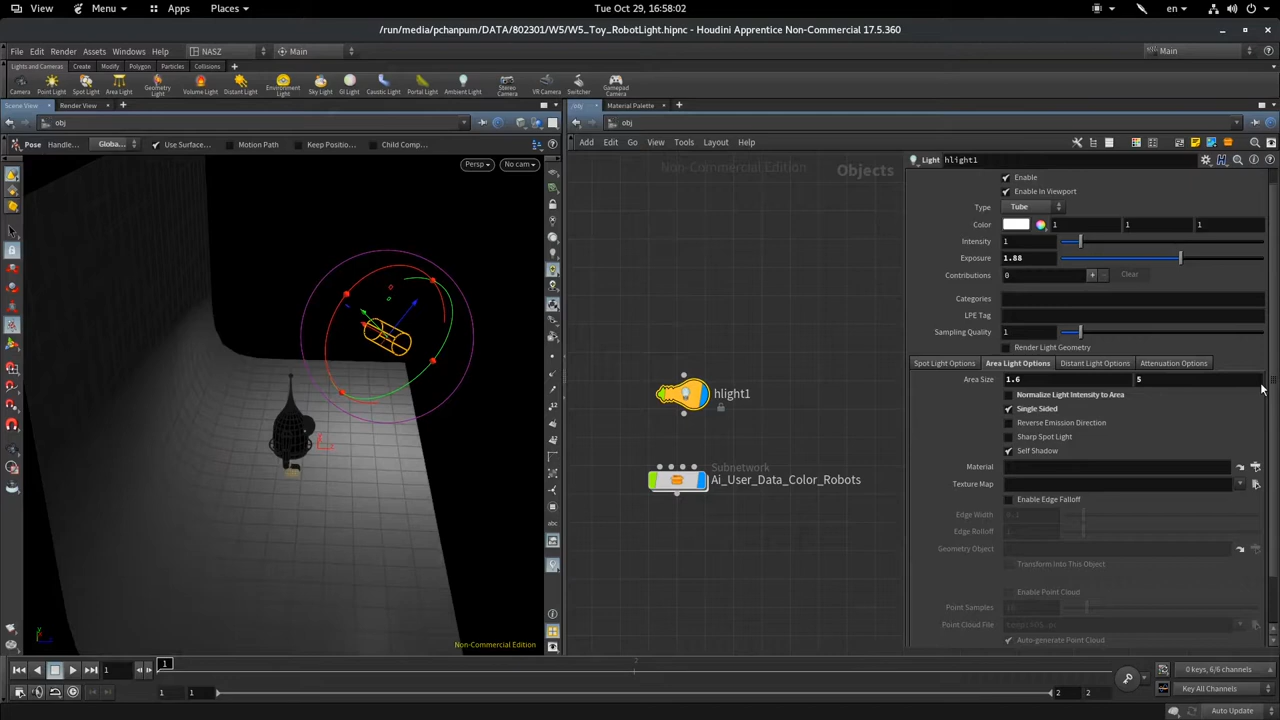 View Menu Apps Places Tue Oct 29, 16:58:02 en
/run/media/pchanpum/DATA/802301/W5/W5_Toy_RobotLight.hipnc - Houdini Apprentice Non-Commercial 17.5.360
File Edit Render Assets Windows Help NASZ Main Main
Lights and Cameras Create Modify Polygon Particles Collisions
Camera Point Light Spot Light Area Light Geometry Light Volume Light Distant Light Environment Light Sky Light GI Light Caustic Light Portal Light Ambient Light Stereo Camera VR Camera Switcher Gamepad Camera
Scene View Render View /obj Material Palette
obj obj
Pose Handle... Globa... Use Surface... Motion Path Keep Positio... Child Comp... Add Edit Go View Tools Layout Help
Persp No cam
Non-Commercial Edition Objects
Light hlight1
Enable
Enable In Viewport
Type Tube
Color 1 1 1
Intensity 1
Exposure 1.88
Contributions 0 Clear
Categories
LPE Tag
Sampling Quality 1
Render Light Geometry
Spot Light Options Area Light Options Distant Light Options Attenuation Options
Area Size 1.6 5
Normalize Light Intensity to Area
Single Sided
Reverse Emission Direction
Sharp Spot Light
Self Shadow
Material
Texture Map
Enable Edge Falloff
Edge Width 0.1
Edge Rolloff 1
Geometry Object
Transform Into This Object
Enable Point Cloud
Point Samples 10
Point Cloud File
Auto-generate Point Cloud
hlight1
Subnetwork
Ai_User_Data_Color_Robots
abc
y
Non-Commercial Edition
1 1 2
0 keys, 6/6 channels
1 1 2 2 Key All Channels
Auto Update